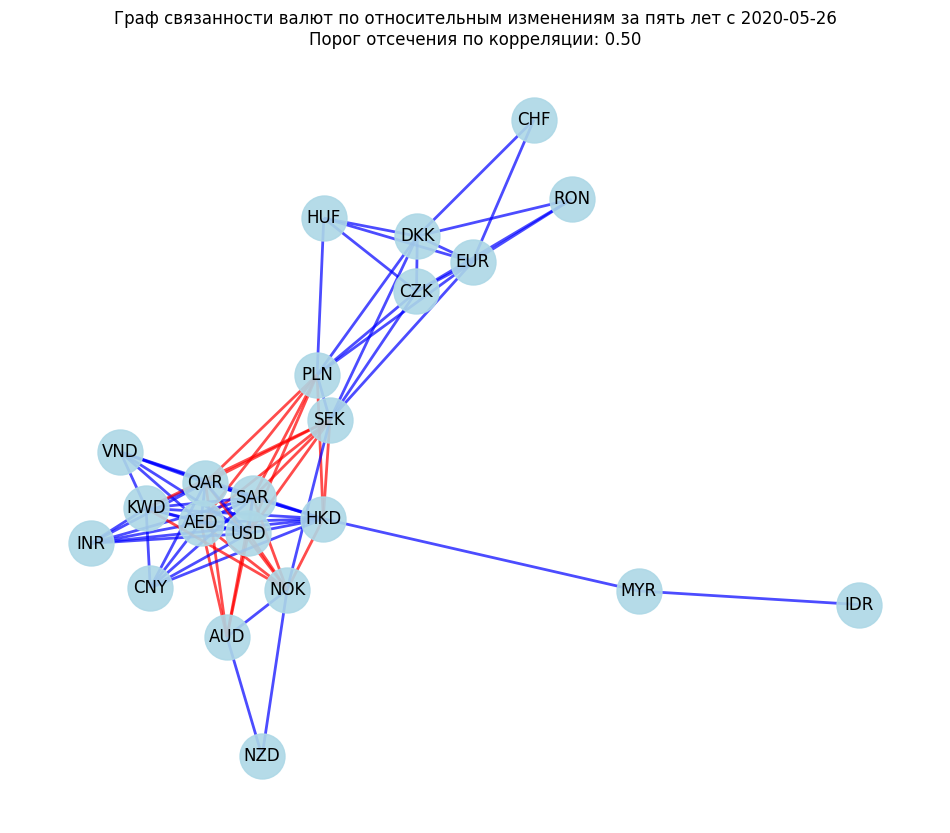 Граф связанности валют по относительным изменениям за пять лет с 2020-05-26
Порог отсечения по корреляции: 0.50
CHF
RON
HUF
DKK
EUR
CZK
PLN
SEK
VND
QAR
SAR
KWD
AED
HKD
USD
INR
CNY
NOK
MYR
IDR
AUD
NZD